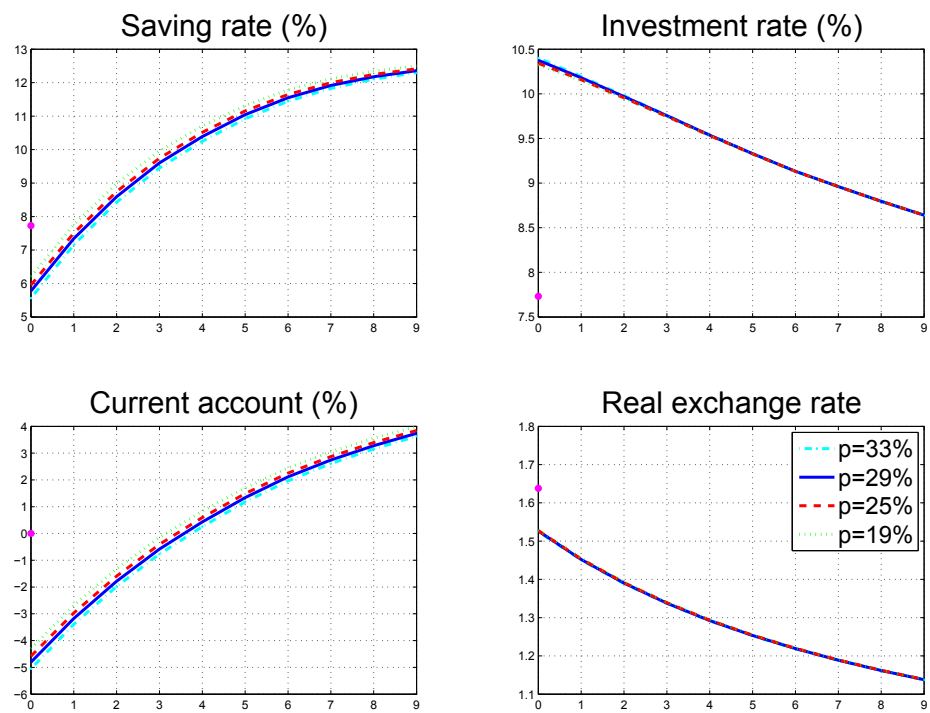 Saving rate (%)
13
12
11
10
9
8
7
6
5
0 1 2 3 4 5 6 7 8 9
Investment rate (%)
10.5
10
9.5
9
8.5
8
7.5
0 1 2 3 4 5 6 7 8 9
Current account (%)
4
3
2
1
0
−1
−2
−3
−4
−5
−6
0 1 2 3 4 5 6 7 8 9
Real exchange rate
1.8
1.7
1.6
1.5
1.4
1.3
1.2
1.1
0 1 2 3 4 5 6 7 8 9
p=33%
p=29%
p=25%
p=19%